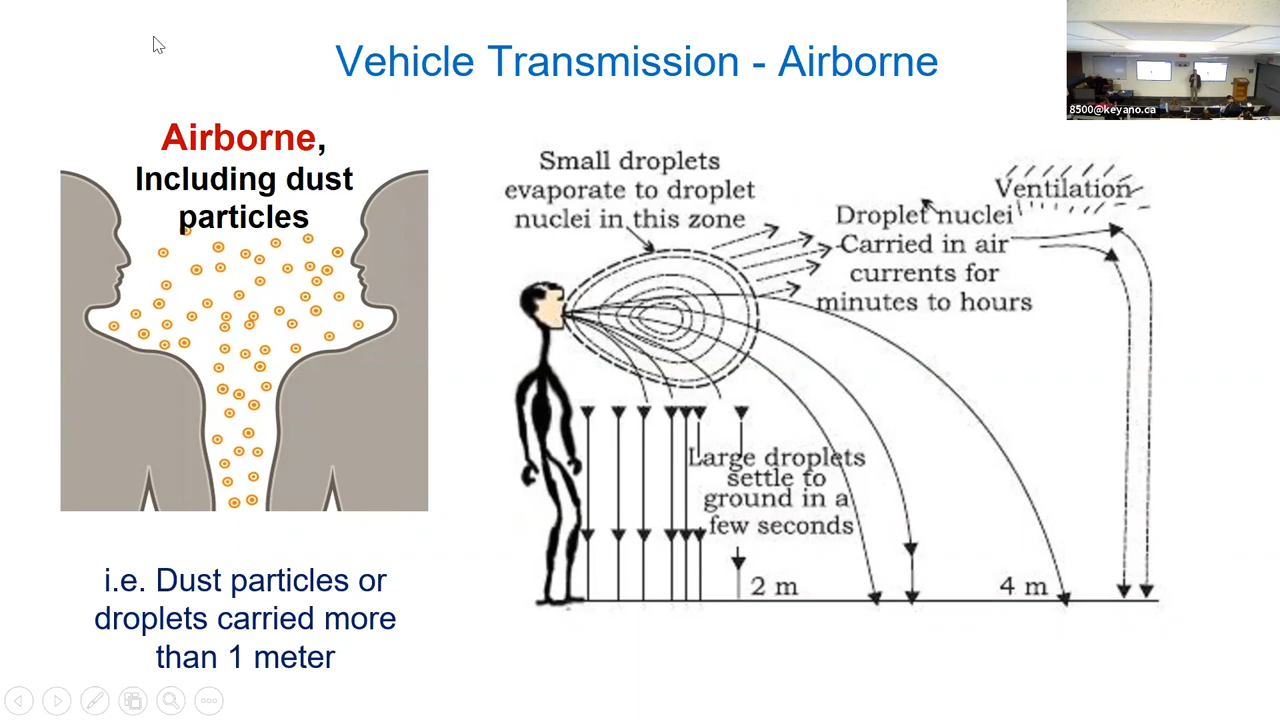 Vehicle Transmission - Airborne
8500@keyano.ca
Airborne,
Including dust
particles
i.e. Dust particles or
droplets carried more
than 1 meter
Small droplets
evaporate to droplet
nuclei in this zone
Droplet nuclei
Carried in air
currents for
minutes to hours
Ventilation
Large droplets
settle to
ground in a
few seconds
2 m
4 m